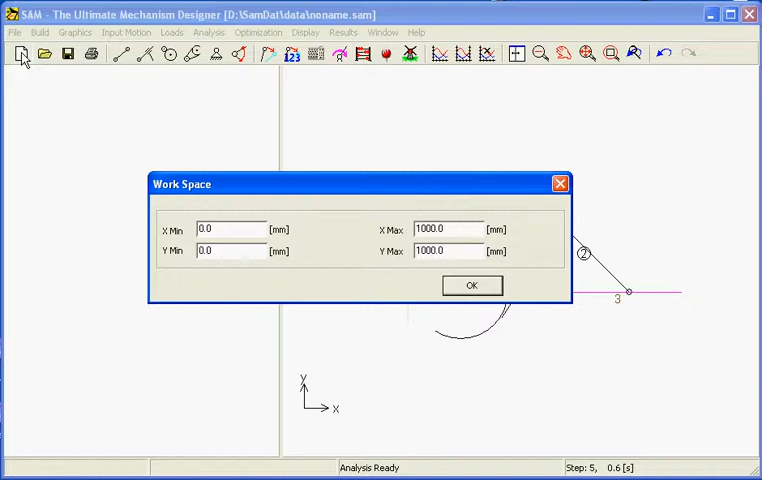 SAM - The Ultimate Mechanism Designer [D:\SamDat\data\noname.sam]
File Build Graphics Input Motion Loads Analysis Optimization Display Results Window Help
123
Work Space
X Min 0.0 [mm] X Max 1000.0 [mm]
Y Min 0.0 [mm] Y Max 1000.0 [mm]
OK
2
3
y
x
Analysis Ready Step: 5, 0.6 [s]